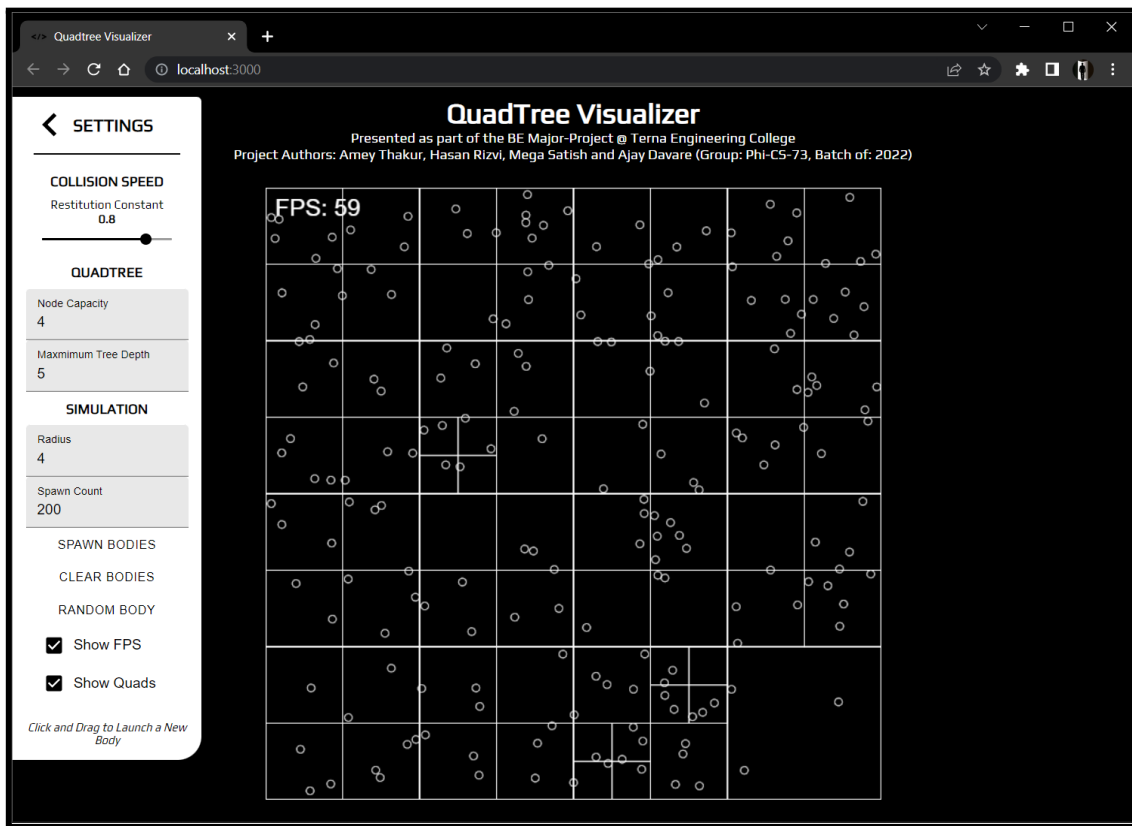 </> Quadtree Visualizer
localhost:3000
SETTINGS
COLLISION SPEED
Restitution Constant
0.8
QUADTREE
Node Capacity
4
Maxmimum Tree Depth
5
SIMULATION
Radius
4
Spawn Count
200
SPAWN BODIES
CLEAR BODIES
RANDOM BODY
Show FPS
Show Quads
Click and Drag to Launch a New
Body
QuadTree Visualizer
Presented as part of the BE Major-Project @ Terna Engineering College
Project Authors: Amey Thakur, Hasan Rizvi, Mega Satish and Ajay Davare (Group: Phi-CS-73, Batch of: 2022)
FPS: 59